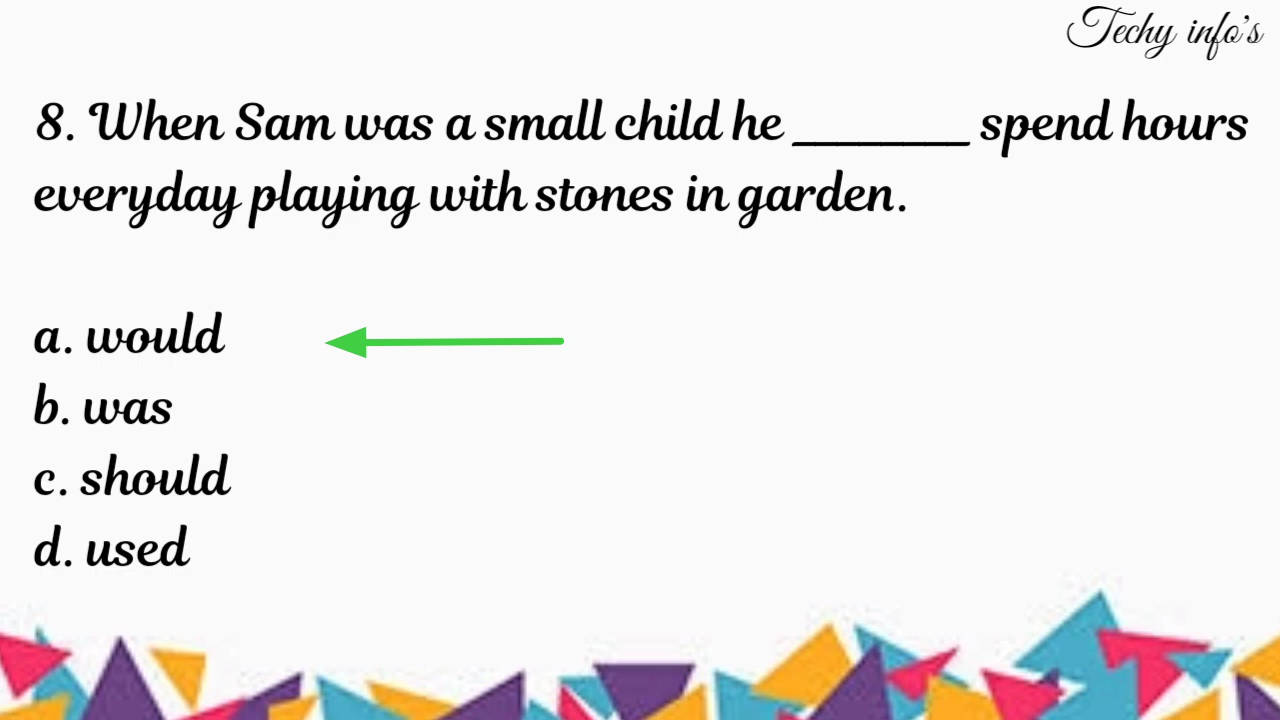 Techy info's
8. When Sam was a small child he ________ spend hours
everyday playing with stones in garden.
a. would
b. was
c. should
d. used